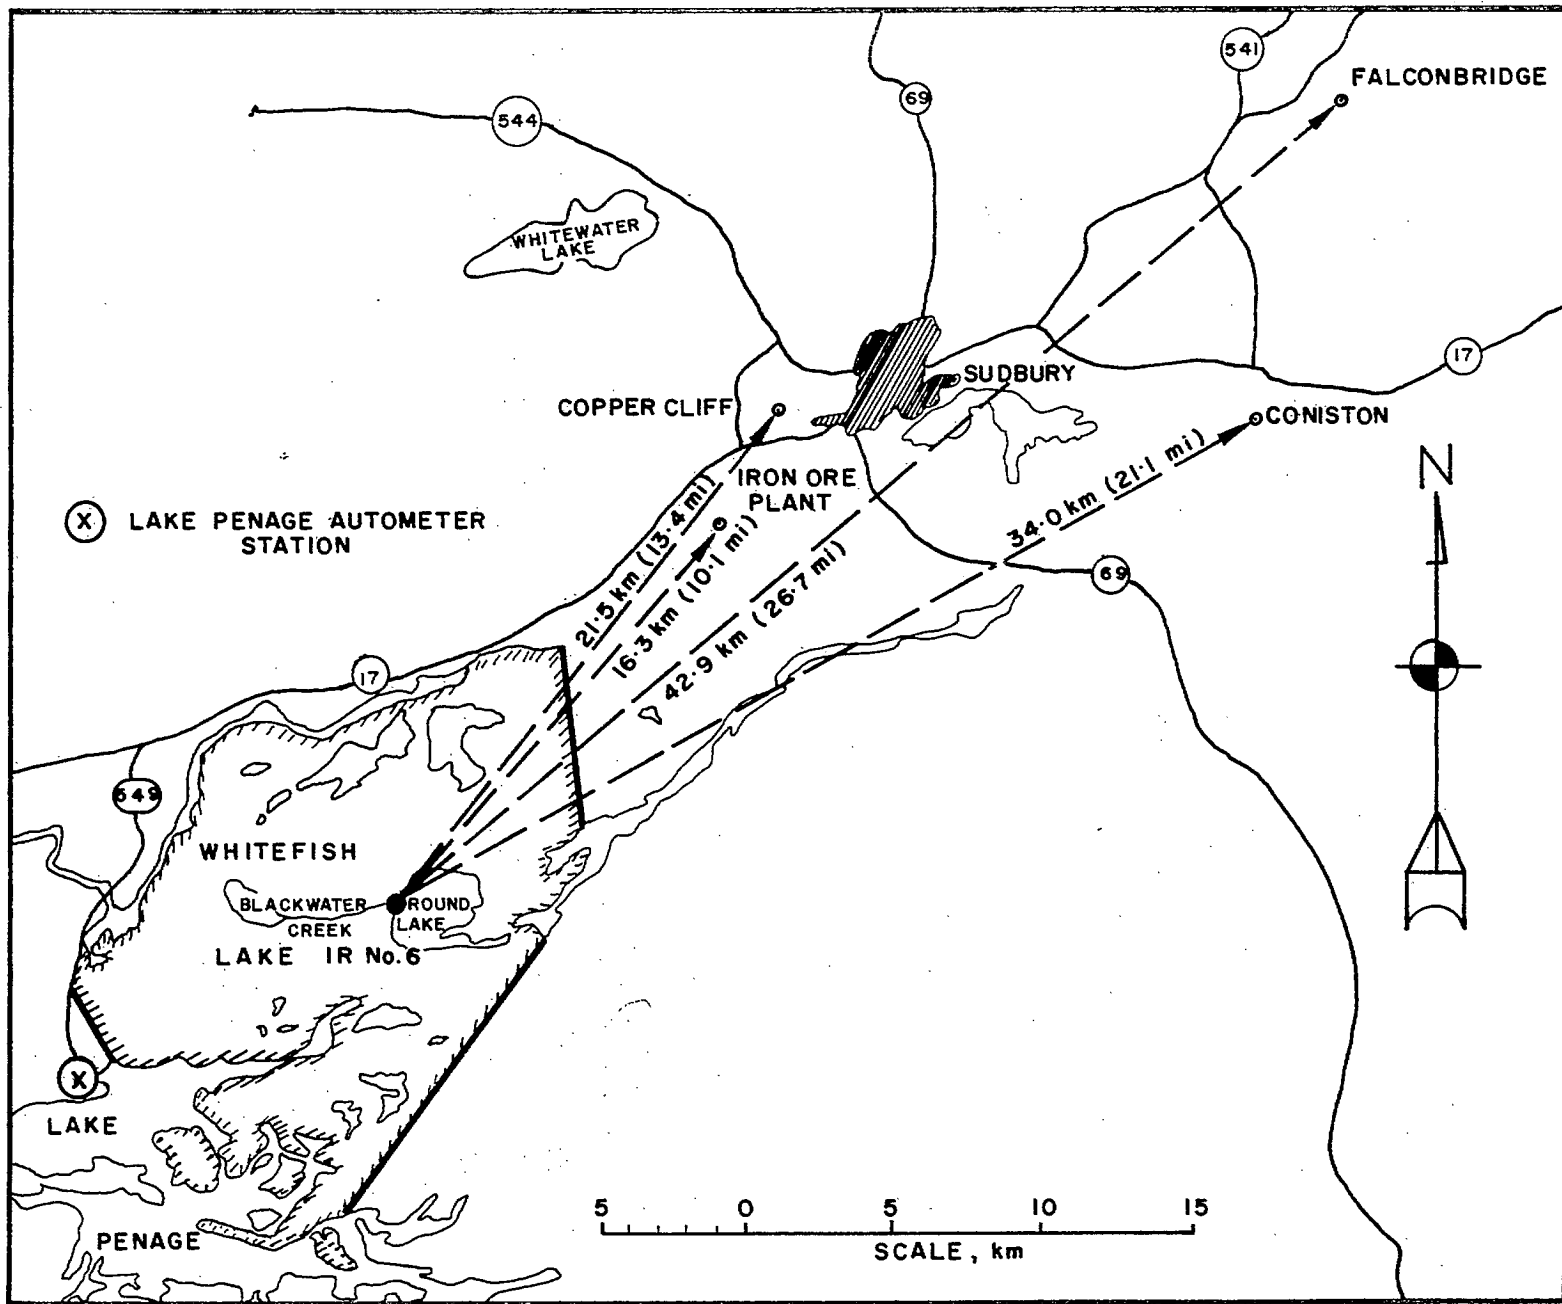 541
FALCONBRIDGE
69
544
WHITEWATER
LAKE
17
SUDBURY
COPPER CLIFF
CONISTON
IRON ORE
PLANT
N
X LAKE PENAGE AUTOMETER
STATION
21·5 km (13·4 mi)
16·3 km (10·1 mi)
42·9 km (26·7 mi)
34·0 km (21·1 mi)
69
17
549
WHITEFISH
BLACKWATER
CREEK
ROUND
LAKE
LAKE IR No.6
X
LAKE
PENAGE
5 0 5 10 15
SCALE, km